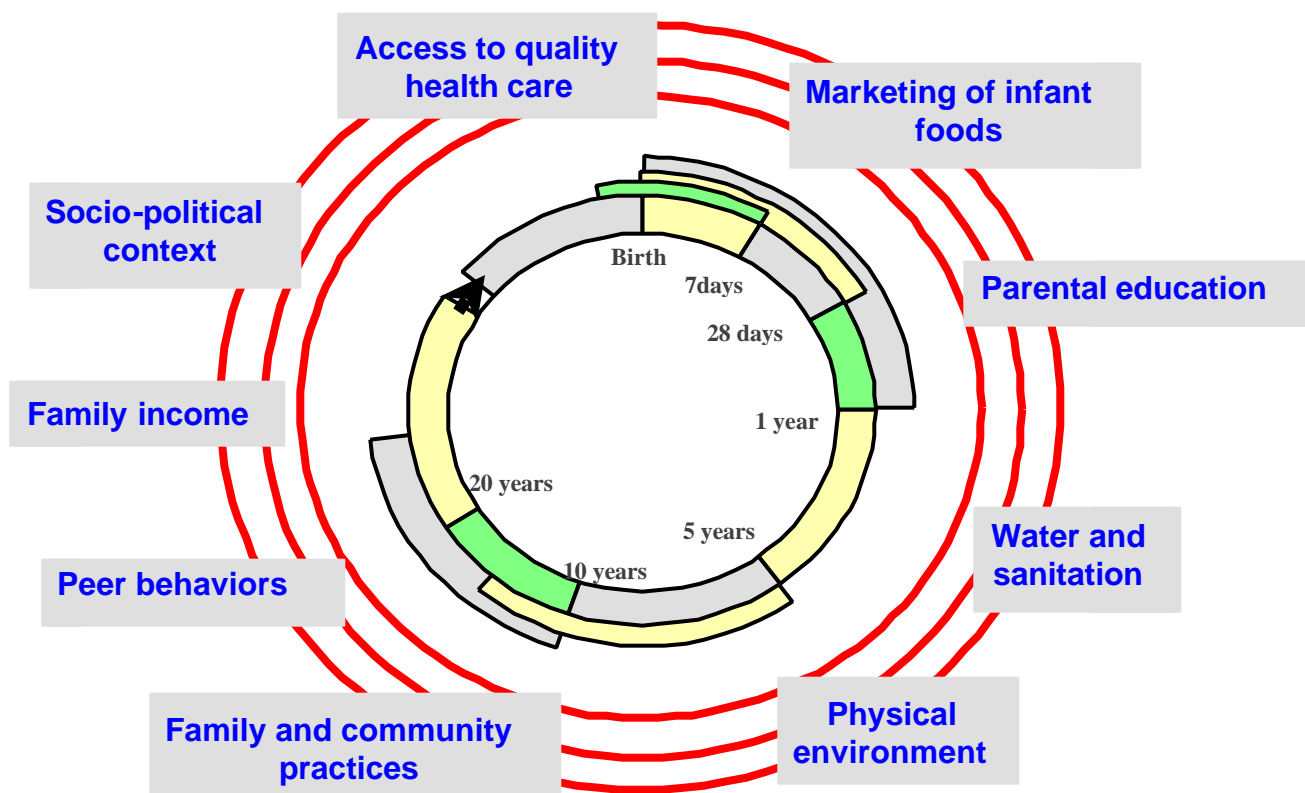 Access to quality
health care
Marketing of infant
foods
Socio-political
context
Parental education
Family income
Water and
sanitation
Peer behaviors
Physical
environment
Family and community
practices
Birth
7days
28 days
1 year
5 years
10 years
20 years